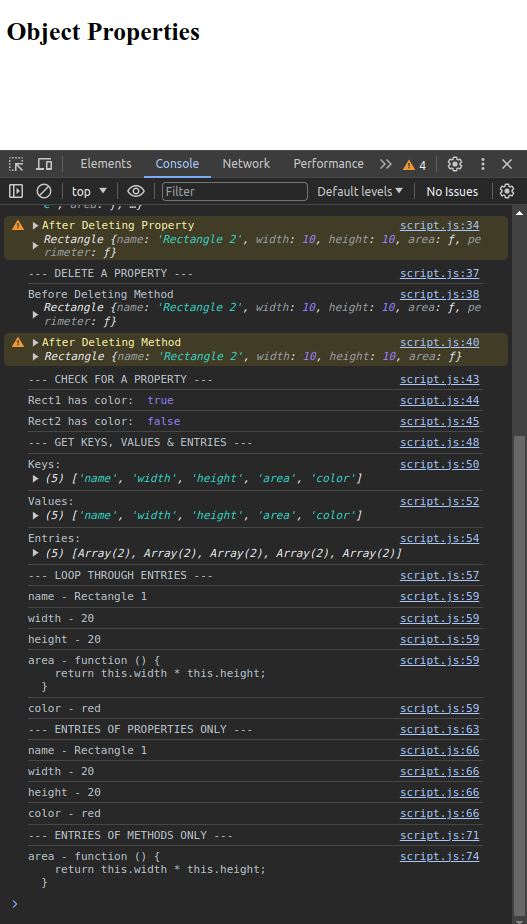 Object Properties
Elements Console Network Performance 4
top Filter Default levels No Issues
e', area: ƒ, …}
After Deleting Property script.js:34
Rectangle {name: 'Rectangle 2', width: 10, height: 10, area: ƒ, pe
rimeter: ƒ}
--- DELETE A PROPERTY --- script.js:37
Before Deleting Method script.js:38
Rectangle {name: 'Rectangle 2', width: 10, height: 10, area: ƒ, pe
rimeter: ƒ}
After Deleting Method script.js:40
Rectangle {name: 'Rectangle 2', width: 10, height: 10, area: ƒ}
--- CHECK FOR A PROPERTY --- script.js:43
Rect1 has color: true script.js:44
Rect2 has color: false script.js:45
--- GET KEYS, VALUES & ENTRIES --- script.js:48
Keys: script.js:50
(5) ['name', 'width', 'height', 'area', 'color']
Values: script.js:52
(5) ['name', 'width', 'height', 'area', 'color']
Entries: script.js:54
(5) [Array(2), Array(2), Array(2), Array(2), Array(2)]
--- LOOP THROUGH ENTRIES --- script.js:57
name - Rectangle 1 script.js:59
width - 20 script.js:59
height - 20 script.js:59
area - function () { script.js:59
return this.width * this.height;
}
color - red script.js:59
--- ENTRIES OF PROPERTIES ONLY --- script.js:63
name - Rectangle 1 script.js:66
width - 20 script.js:66
height - 20 script.js:66
color - red script.js:66
--- ENTRIES OF METHODS ONLY --- script.js:71
area - function () { script.js:74
return this.width * this.height;
}